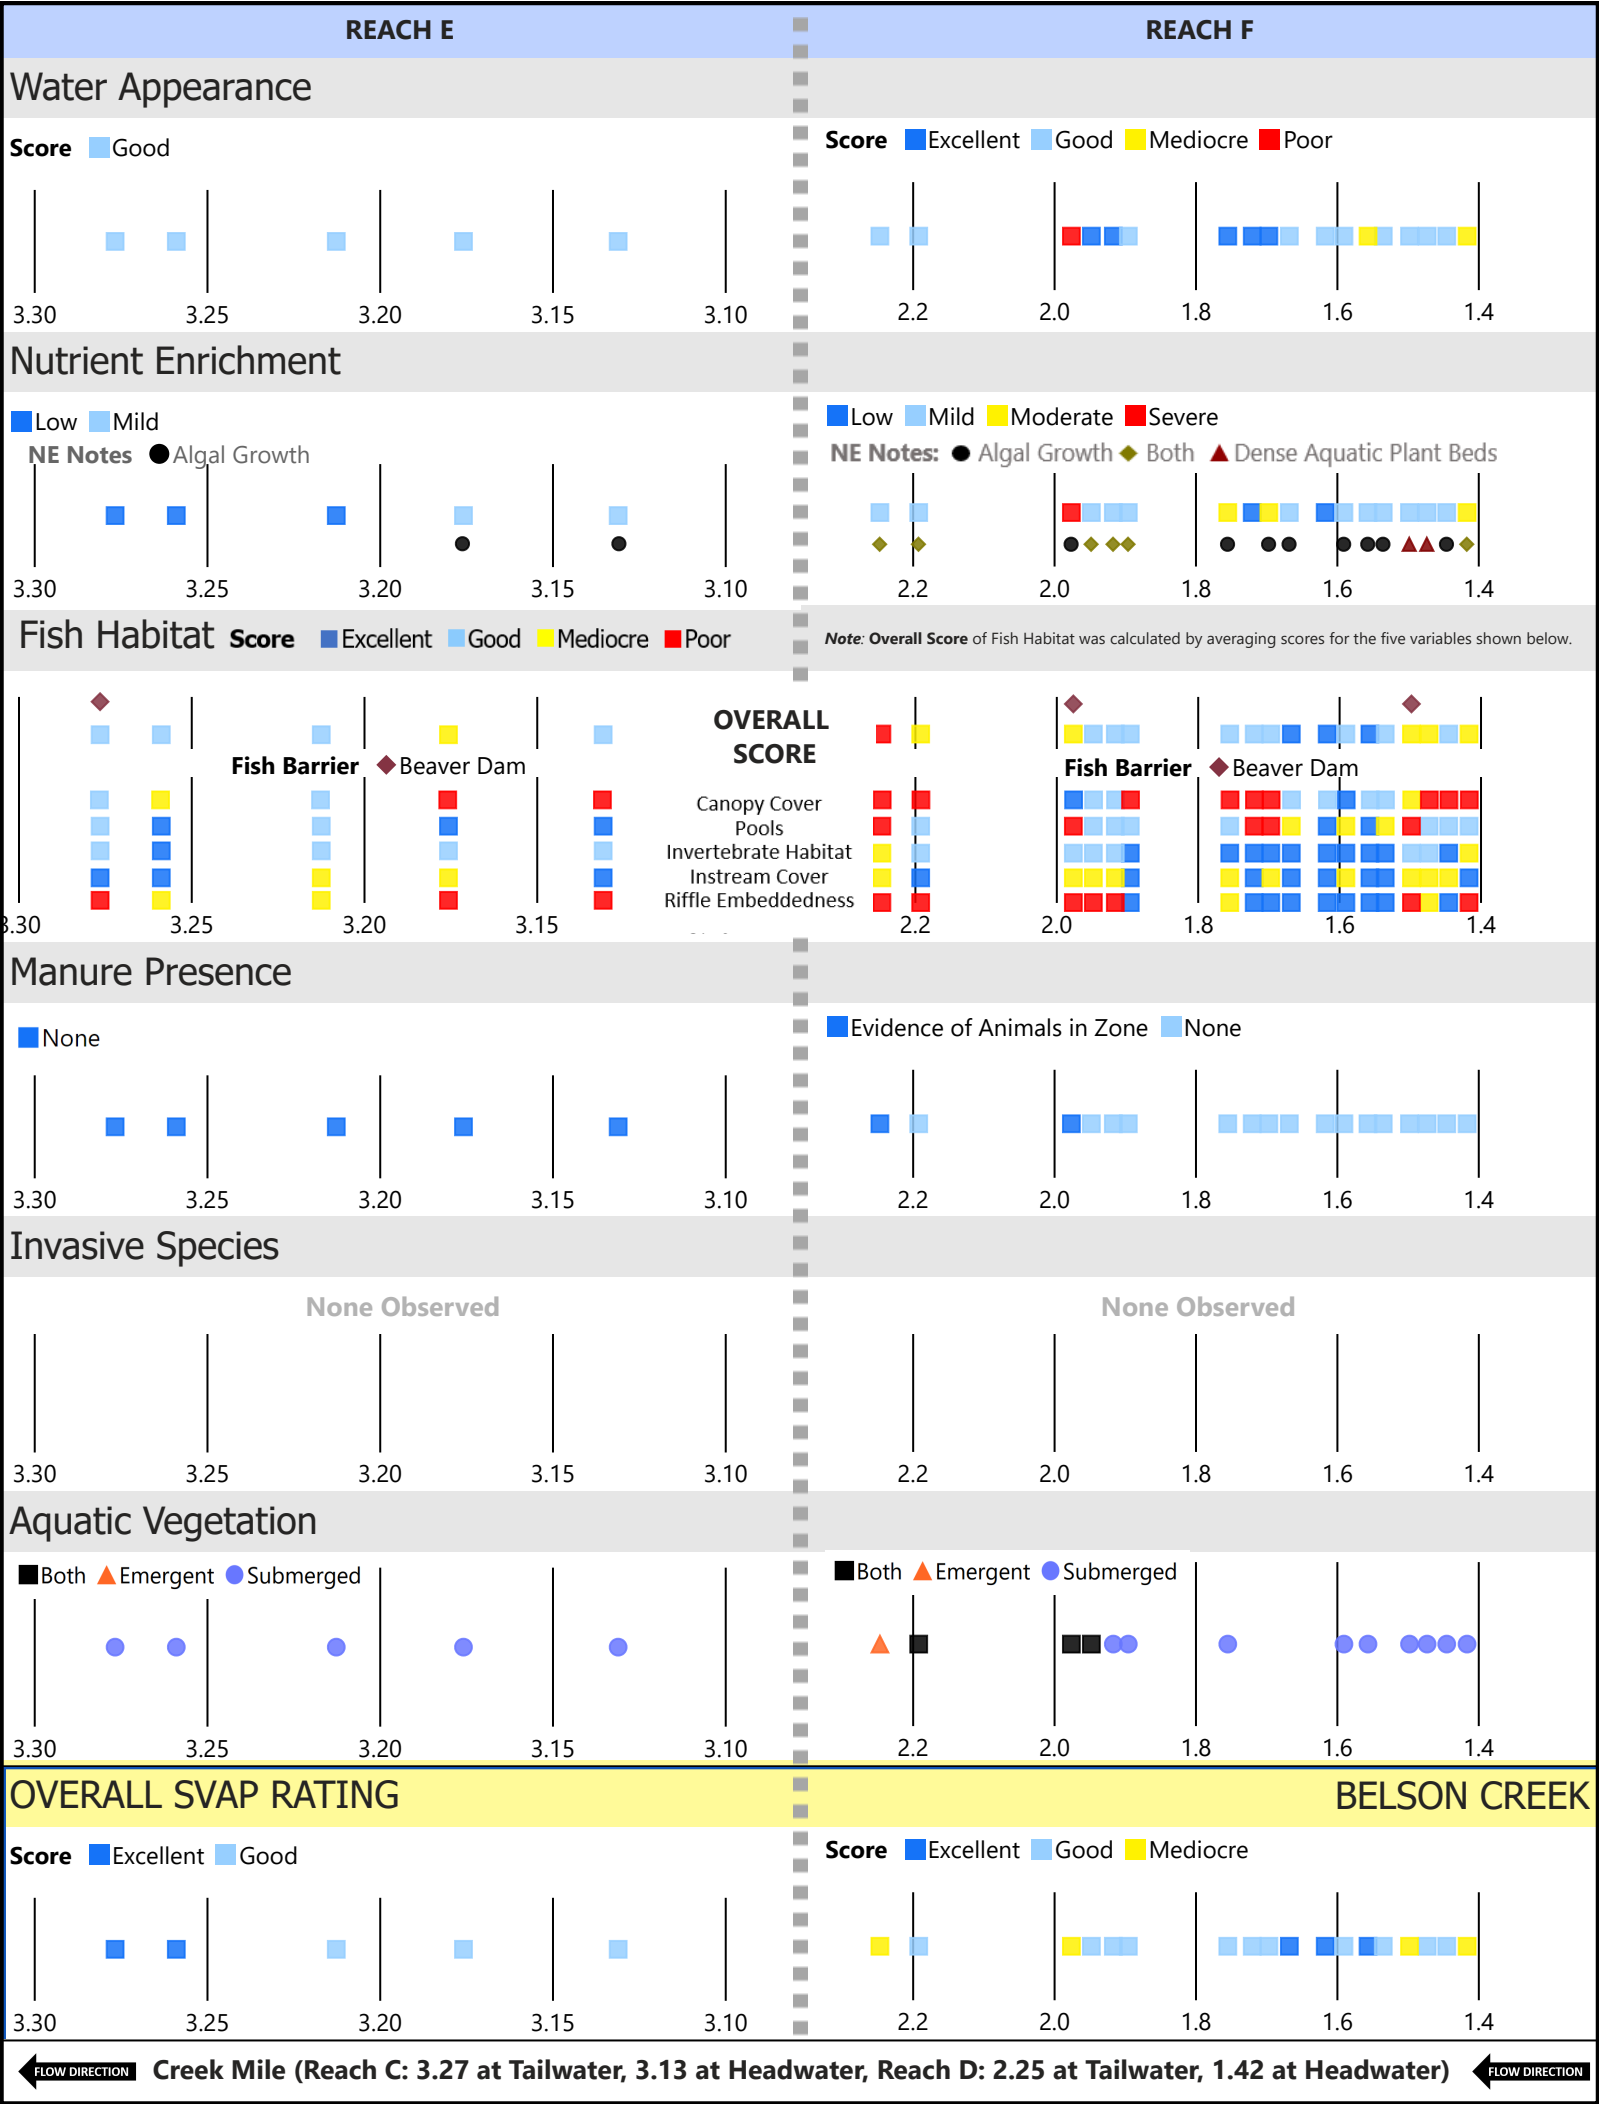 REACH E
REACH F
Water Appearance
Score Good
Score Excellent Good Mediocre Poor
3.30 3.25 3.20 3.15 3.10
2.2 2.0 1.8 1.6 1.4
Nutrient Enrichment
Low Mild
NE Notes Algal Growth
Low Mild Moderate Severe
NE Notes: Algal Growth Both Dense Aquatic Plant Beds
3.30 3.25 3.20 3.15 3.10
2.2 2.0 1.8 1.6 1.4
Fish Habitat Score Excellent Good Mediocre Poor
Note: Overall Score of Fish Habitat was calculated by averaging scores for the five variables shown below.
OVERALL
SCORE
Fish Barrier Beaver Dam
Fish Barrier Beaver Dam
Canopy Cover
Pools
Invertebrate Habitat
Instream Cover
Riffle Embeddedness
3.30 3.25 3.20 3.15
2.2 2.0 1.8 1.6 1.4
Manure Presence
None
Evidence of Animals in Zone None
3.30 3.25 3.20 3.15 3.10
2.2 2.0 1.8 1.6 1.4
Invasive Species
None Observed
None Observed
3.30 3.25 3.20 3.15 3.10
2.2 2.0 1.8 1.6 1.4
Aquatic Vegetation
Both Emergent Submerged
Both Emergent Submerged
3.30 3.25 3.20 3.15 3.10
2.2 2.0 1.8 1.6 1.4
OVERALL SVAP RATING
BELSON CREEK
Score Excellent Good
Score Excellent Good Mediocre
3.30 3.25 3.20 3.15 3.10
2.2 2.0 1.8 1.6 1.4
FLOW DIRECTION
Creek Mile (Reach C: 3.27 at Tailwater, 3.13 at Headwater, Reach D: 2.25 at Tailwater, 1.42 at Headwater)
FLOW DIRECTION